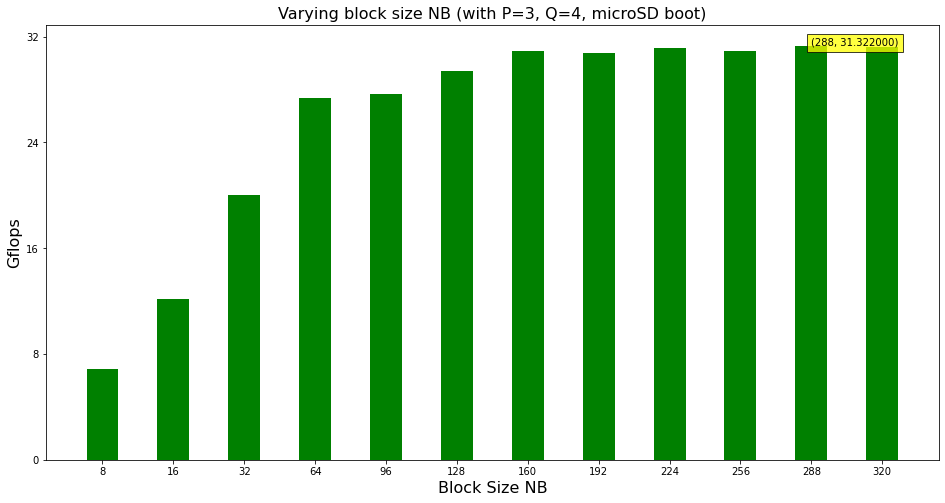 Varying block size NB (with P=3, Q=4, microSD boot)
(288, 31.322000)
32
24
16
8
0
Gflops
8 16 32 64 96 128 160 192 224 256 288 320
Block Size NB